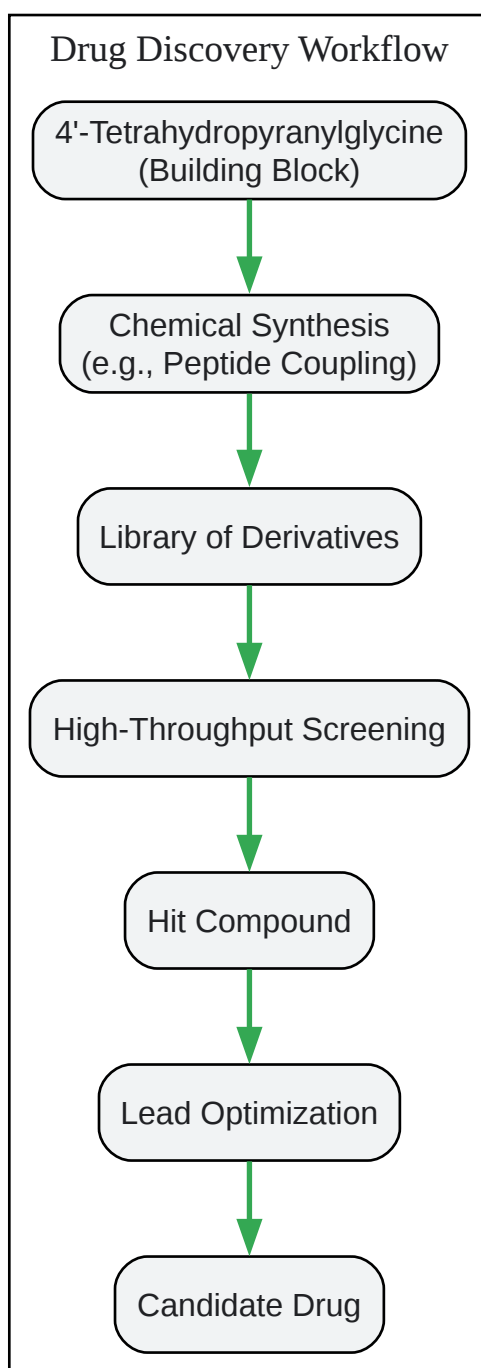 Drug Discovery Workflow
4'-Tetrahydropyranylglycine
(Building Block)
Chemical Synthesis
(e.g., Peptide Coupling)
Library of Derivatives
High-Throughput Screening
Hit Compound
Lead Optimization
Candidate Drug